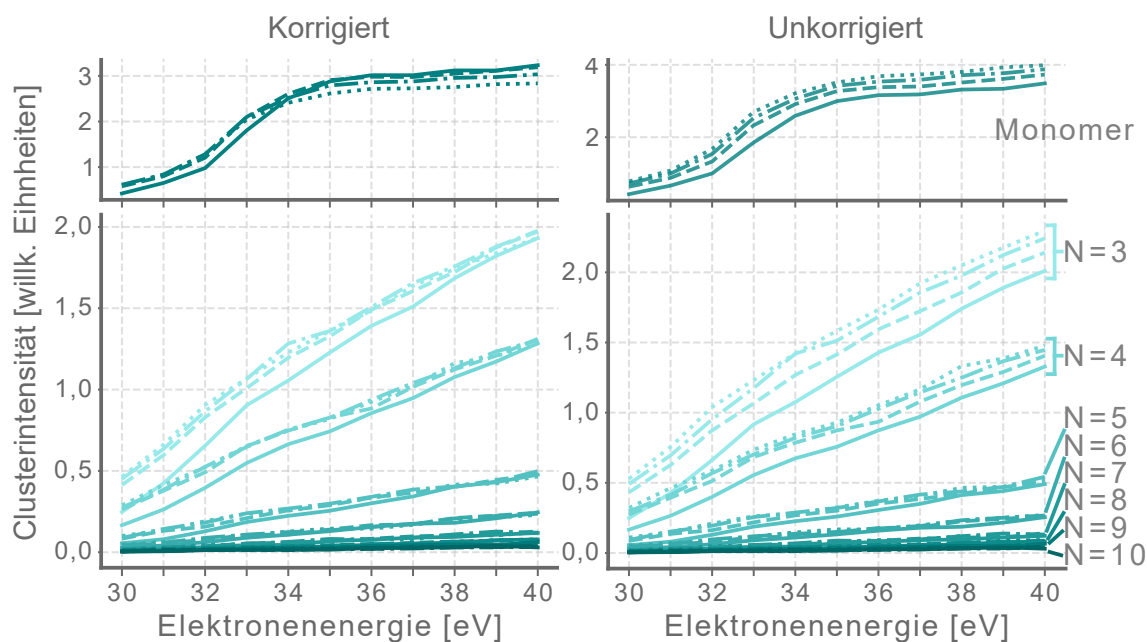 Korrigiert
Unkorrigiert
Clusterintensität [willk. Eihnheiten]
3
2
1
4
2
Monomer
2,0
1,5
1,0
0,5
0,0
2,0
1,5
1,0
0,5
0,0
N=3
N=4
N=5
N=6
N=7
N=8
N=9
N=10
30 32 34 36 38 40
30 32 34 36 38 40
Elektronenenergie [eV]
Elektronenenergie [eV]